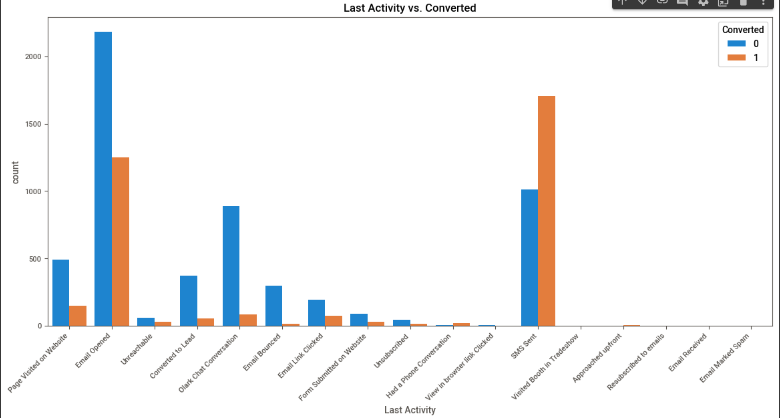 Last Activity vs. Converted
Converted
0
1
2000
1500
1000
500
0
count
Page Visited on Website
Email Opened
Unreachable
Converted to Lead
Olark Chat Conversation
Email Bounced
Email Link Clicked
Form Submitted on Website
Unsubscribed
Had a Phone Conversation
View in browser link Clicked
SMS Sent
Visited Booth in Tradeshow
Approached upfront
Resubscribed to emails
Email Received
Email Marked Spam
Last Activity